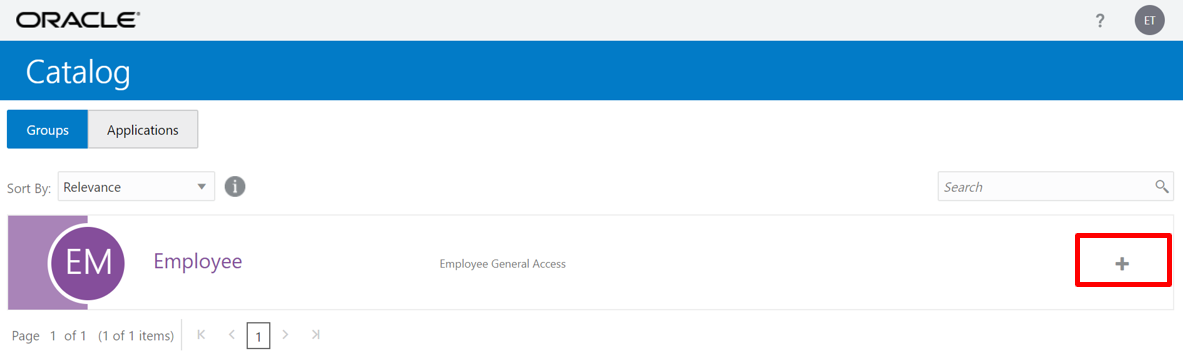 ORACLE®
? ET
Catalog
Groups Applications
Sort By: Relevance i Search
EM Employee Employee General Access +
Page 1 of 1 (1 of 1 items) 1